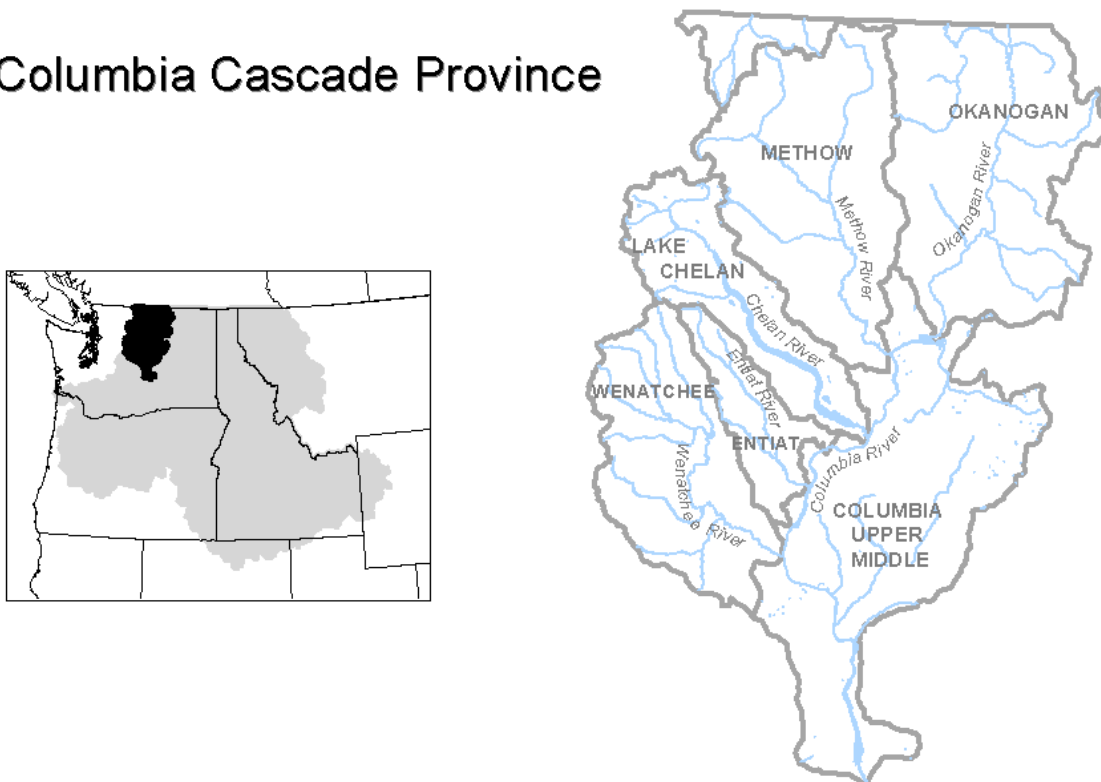 Columbia Cascade Province
OKANOGAN
METHOW
Okanogan River
Methow River
LAKE
CHELAN
Chelan River
Entiat River
WENATCHEE
ENTIAT
Wenatchee River
Columbia River
COLUMBIA
UPPER
MIDDLE